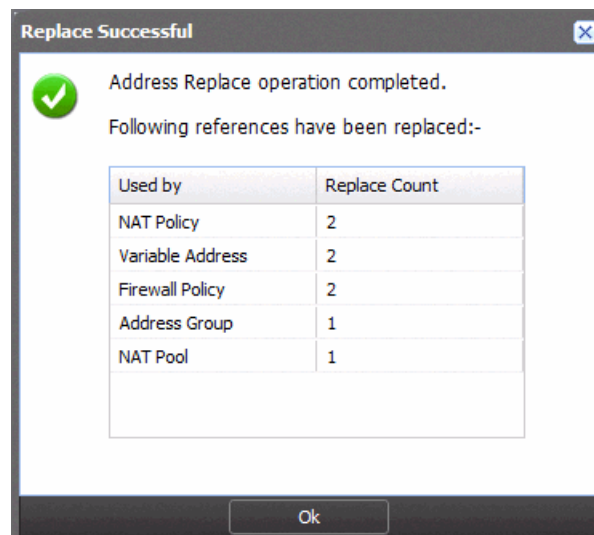 Replace Successful
Address Replace operation completed.
Following references have been replaced:-
Used by Replace Count
NAT Policy 2
Variable Address 2
Firewall Policy 2
Address Group 1
NAT Pool 1
Ok